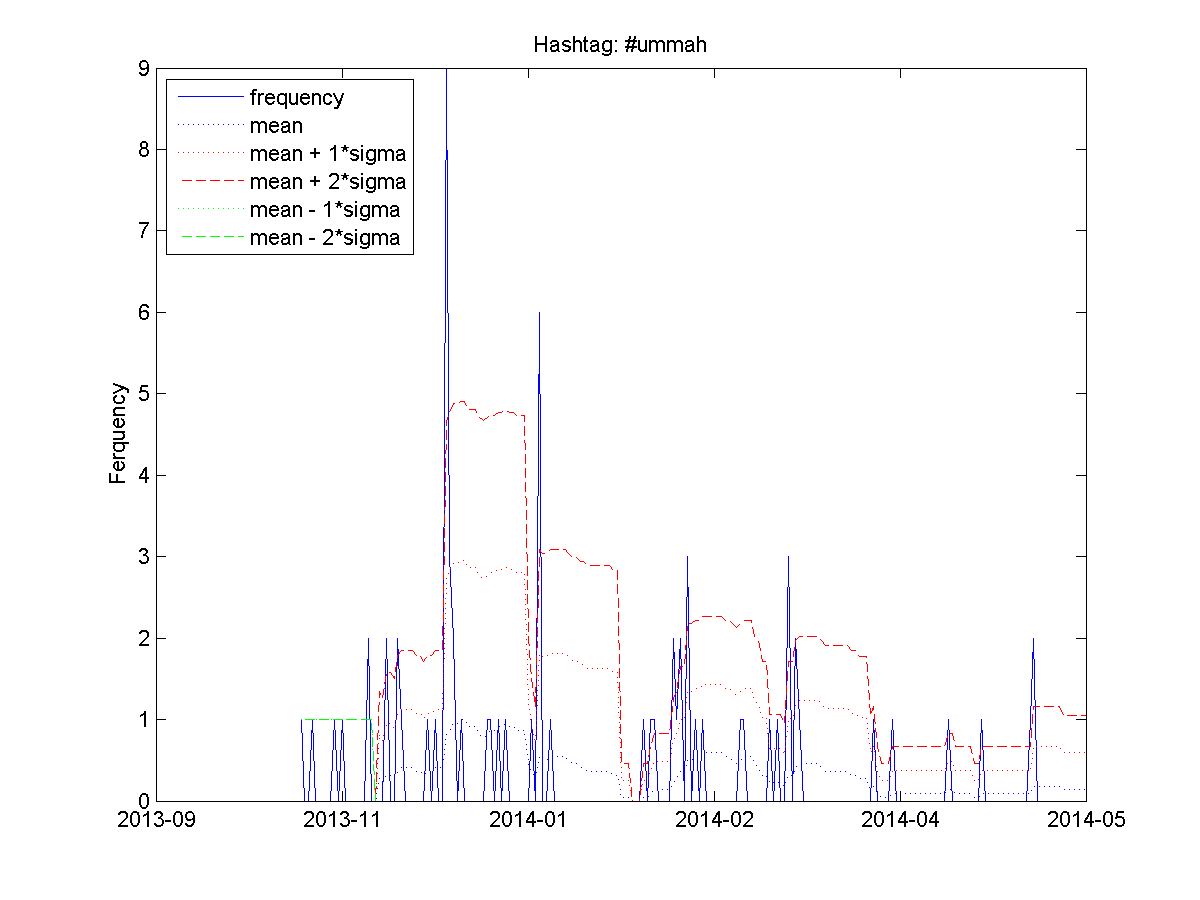 Hashtag: #ummah
9
8
7
6
5
4
3
2
1
0
Ferquency
frequency
mean
mean + 1*sigma
mean + 2*sigma
mean - 1*sigma
mean - 2*sigma
2013-09
2013-11
2014-01
2014-02
2014-04
2014-05